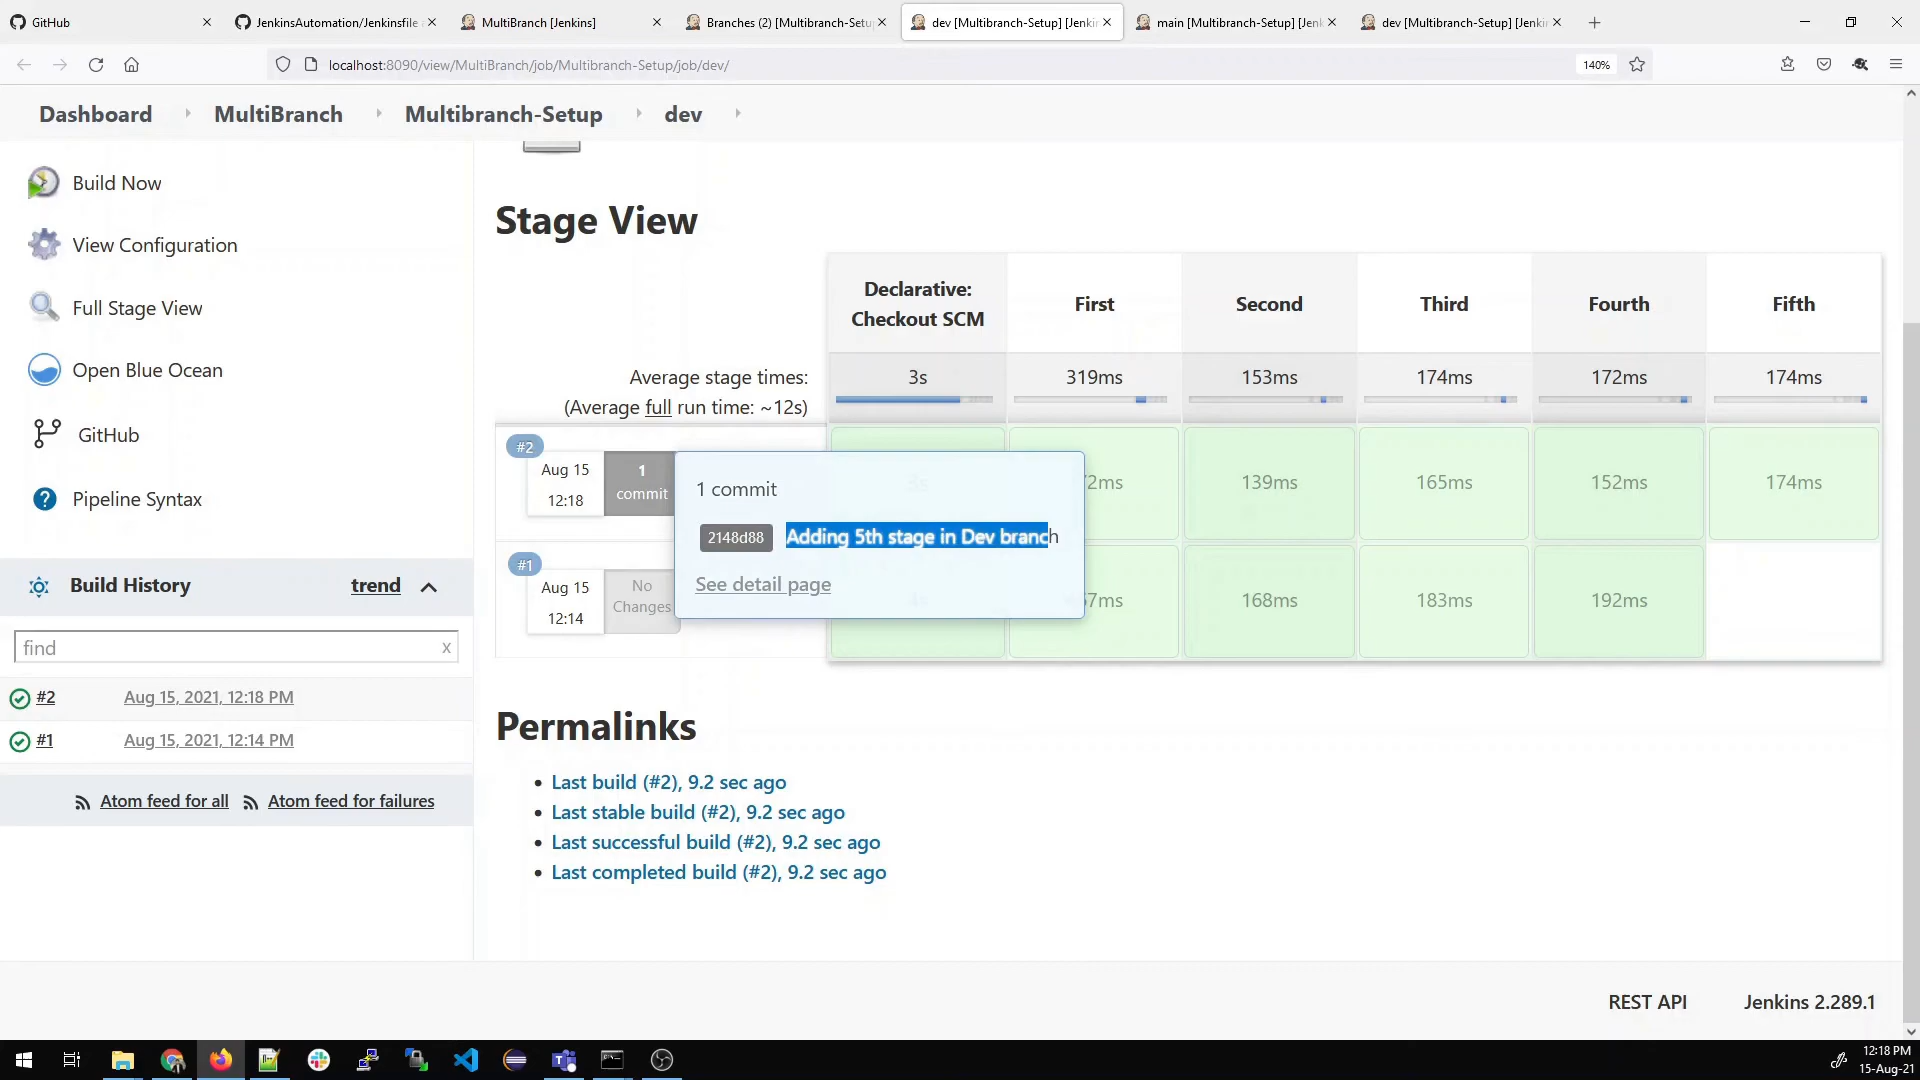 GitHub
JenkinsAutomation/Jenkinsfile
MultiBranch [Jenkins]
Branches (2) [Multibranch-Setu
dev [Multibranch-Setup] [Jenki
main [Multibranch-Setup] [Jenk
dev [Multibranch-Setup] [Jenki
localhost:8090/view/MultiBranch/job/Multibranch-Setup/job/dev/
140%
Dashboard
MultiBranch
Multibranch-Setup
dev
Build Now
View Configuration
Full Stage View
Open Blue Ocean
GitHub
Pipeline Syntax
Build History
trend
find
x
#2
Aug 15, 2021, 12:18 PM
#1
Aug 15, 2021, 12:14 PM
Atom feed for all
Atom feed for failures
Stage View
Declarative:
Checkout SCM
First
Second
Third
Fourth
Fifth
Average stage times:
(Average full run time: ~12s)
3s
319ms
153ms
174ms
172ms
174ms
#2
Aug 15
12:18
1
commit
2ms
139ms
165ms
152ms
174ms
#1
Aug 15
12:14
No
Changes
7ms
168ms
183ms
192ms
1 commit
2148d88
Adding 5th stage in Dev branch
See detail page
Permalinks
Last build (#2), 9.2 sec ago
Last stable build (#2), 9.2 sec ago
Last successful build (#2), 9.2 sec ago
Last completed build (#2), 9.2 sec ago
REST API
Jenkins 2.289.1
12:18 PM
15-Aug-21